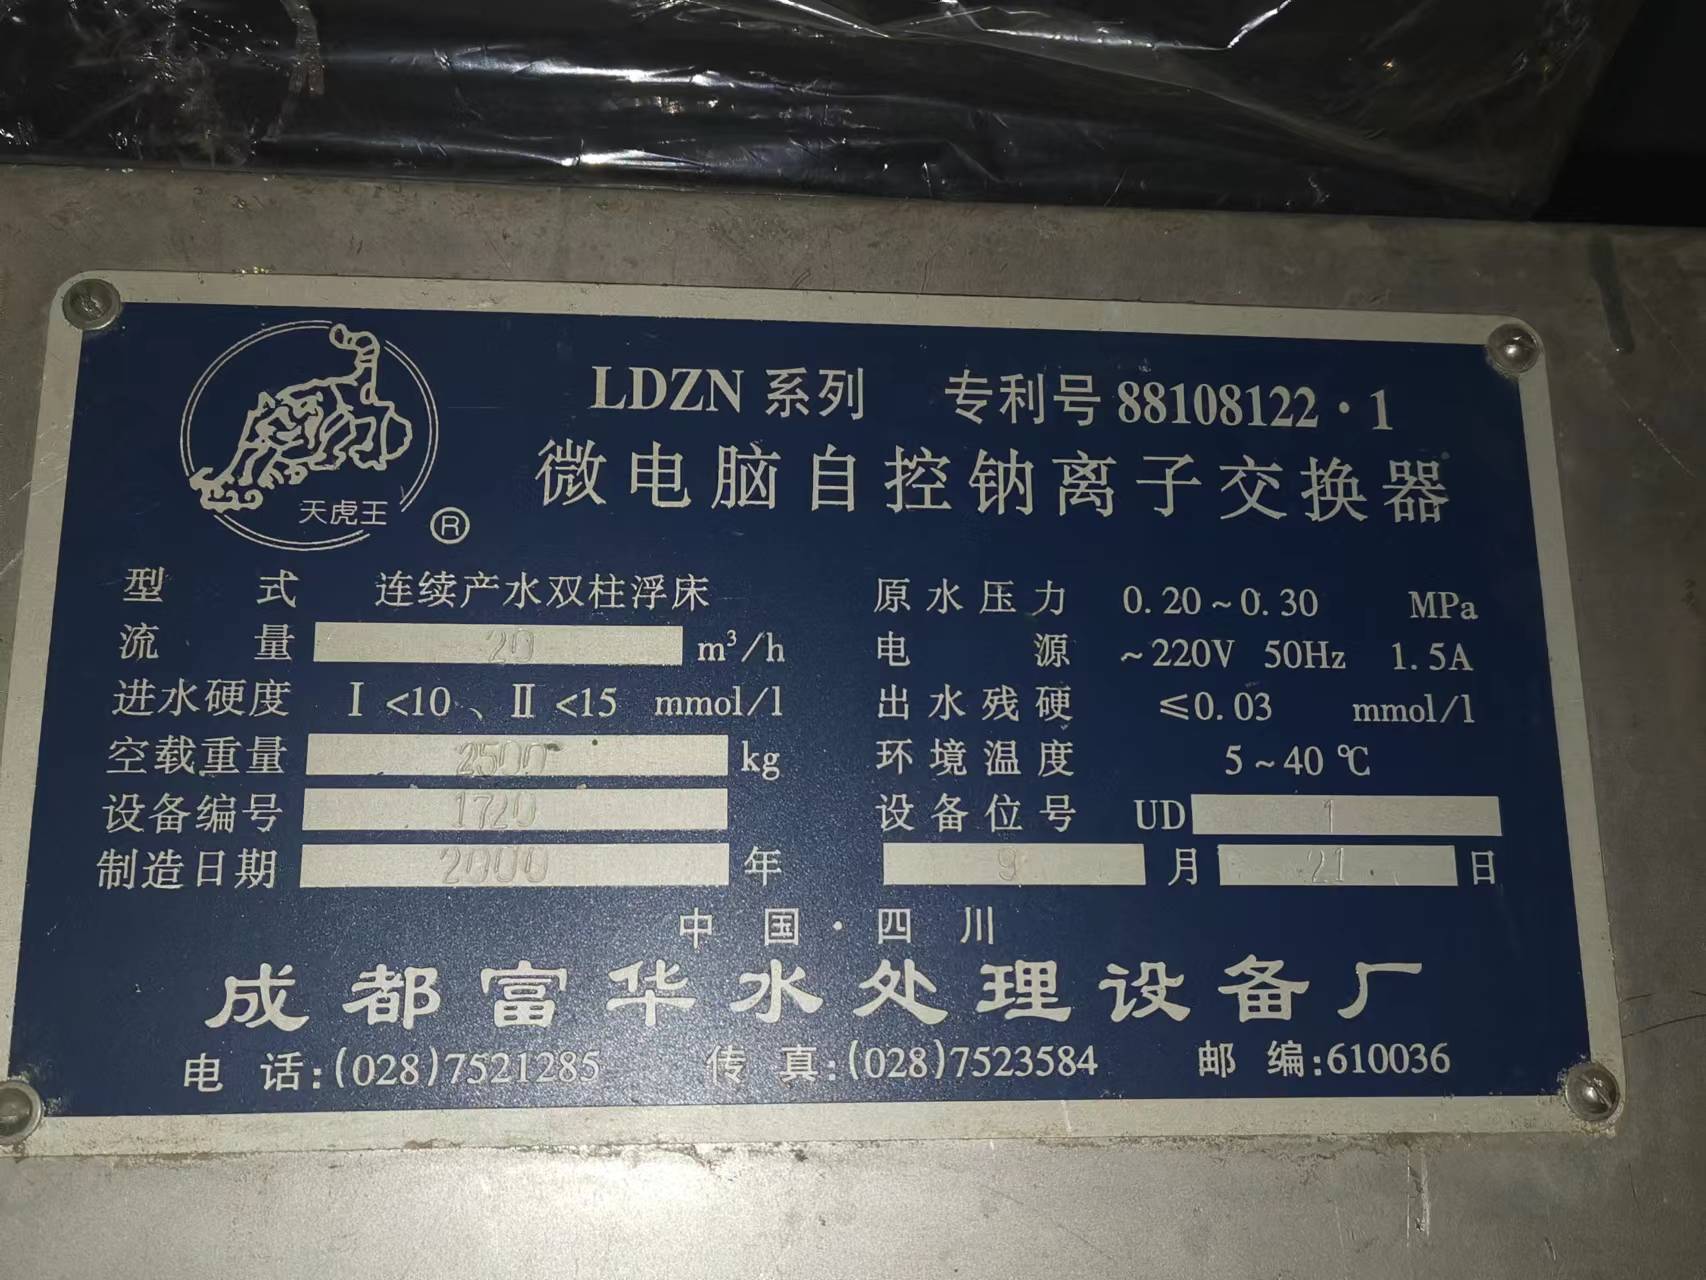 LDZN 系列 专利号 88108122·1
微电脑自控钠离子交换器
天虎王 ®
型 式 连续产水双柱浮床 原水压力 0.20~0.30 MPa
流 量 20 m³/h 电 源 ~220V 50Hz 1.5A
进水硬度 Ⅰ<10、Ⅱ<15 mmol/l 出水残硬 ≤0.03 mmol/l
空载重量 2500 kg 环境温度 5~40℃
设备编号 1720 设备位号 UD 1
制造日期 2000 年 9 月 21 日
中国·四川
成都富华水处理设备厂
电 话:(028)7521285 传 真:(028)7523584 邮 编:610036